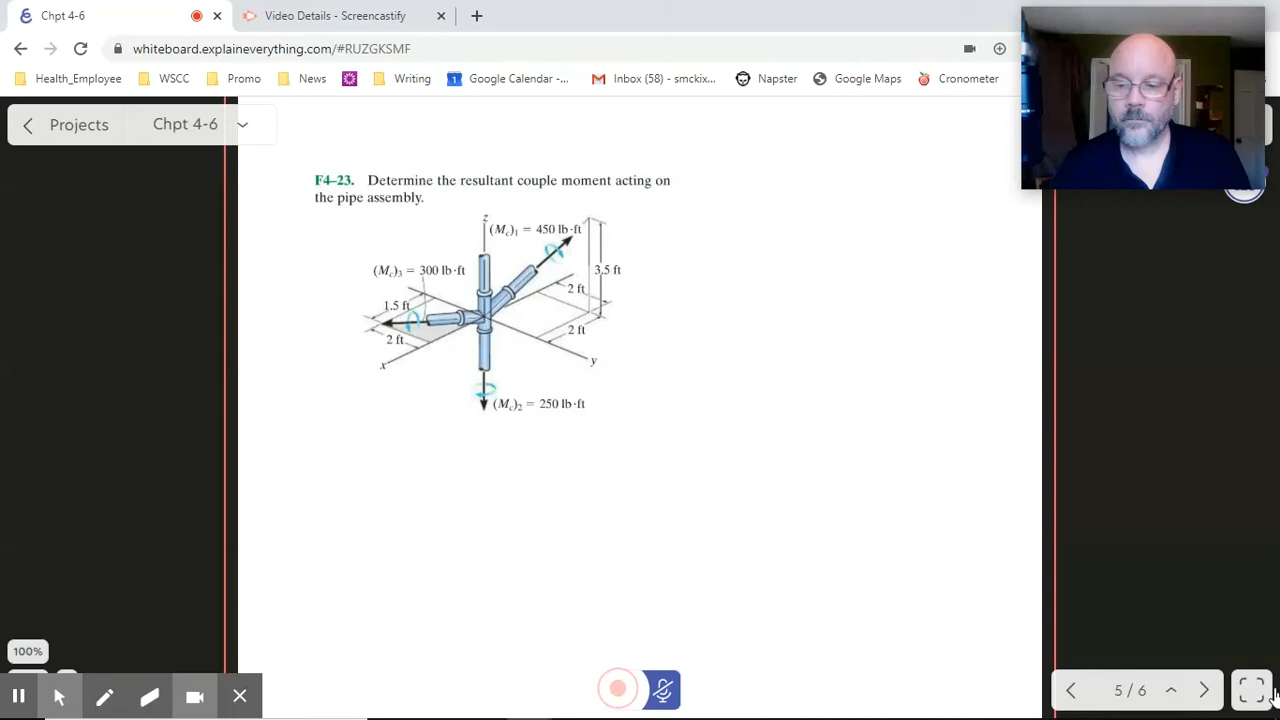 Chpt 4-6
Video Details - Screencastify
whiteboard.explaineverything.com/#RUZGKSMF
Health_Employee
WSCC
Promo
News
Writing
Google Calendar -...
Inbox (58) - smckix...
Napster
Google Maps
Cronometer
Projects
Chpt 4-6
F4–23. Determine the resultant couple moment acting on
the pipe assembly.
z
(Mc)1 = 450 lb·ft
(Mc)3 = 300 lb·ft
3.5 ft
2 ft
1.5 ft
2 ft
2 ft
x
y
(Mc)2 = 250 lb·ft
100%
5 / 6